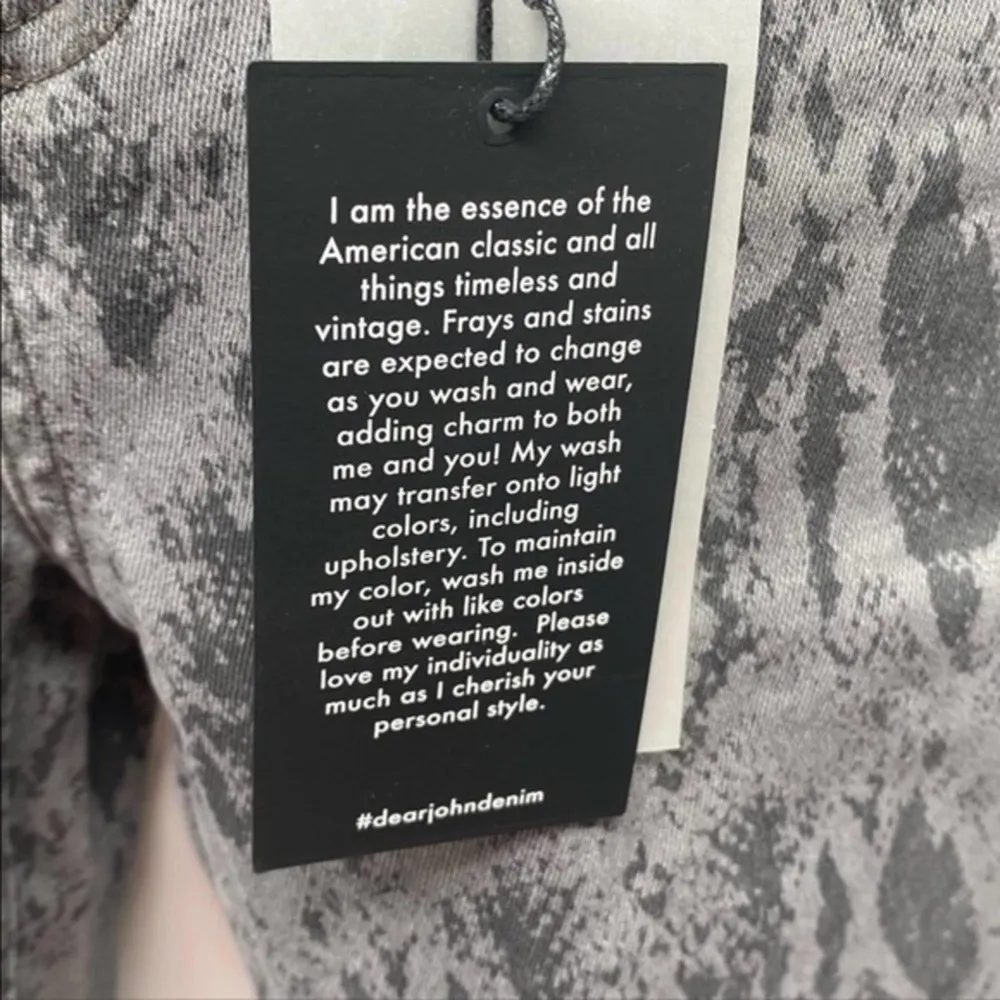 I am the essence of the
American classic and all
things timeless and
vintage. Frays and stains
are expected to change
as you wash and wear,
adding charm to both
me and you! My wash
may transfer onto light
colors, including
upholstery. To maintain
my color, wash me inside
out with like colors
before wearing. Please
love my individuality as
much as I cherish your
personal style.
#dearjohndenim